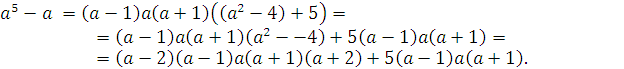 a⁵ − a = (a − 1)a(a + 1)((a² − 4) + 5) =
= (a − 1)a(a + 1)(a² − −4) + 5(a − 1)a(a + 1) =
= (a − 2)(a − 1)a(a + 1)(a + 2) + 5(a − 1)a(a + 1).